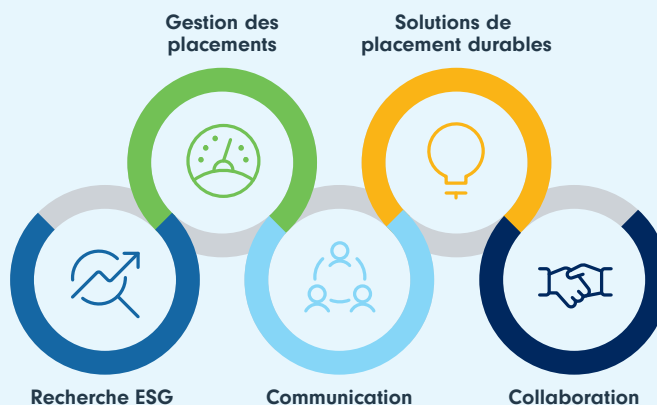 Gestion des
placements
Solutions de
placement durables
Recherche ESG
Communication
Collaboration